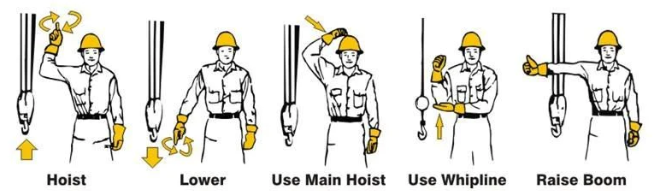 Hoist
Lower
Use Main Hoist
Use Whipline
Raise Boom